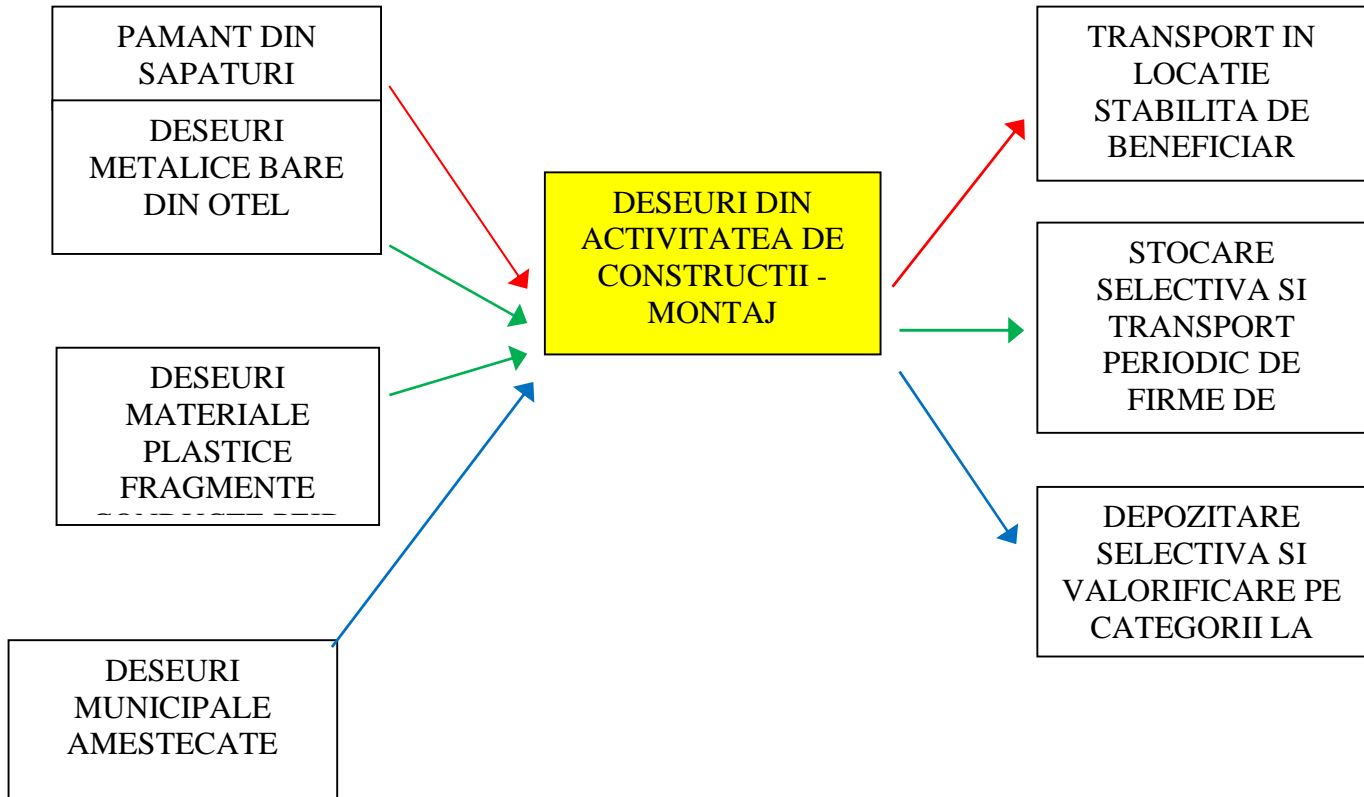 PAMANT DIN
SAPATURI
DESEURI
METALICE BARE
DIN OTEL
DESEURI
MATERIALE
PLASTICE
FRAGMENTE
DESEURI
MUNICIPALE
AMESTECATE
DESEURI DIN
ACTIVITATEA DE
CONSTRUCTII -
MONTAJ
TRANSPORT IN
LOCATIE
STABILITA DE
BENEFICIAR
STOCARE
SELECTIVA SI
TRANSPORT
PERIODIC DE
FIRME DE
DEPOZITARE
SELECTIVA SI
VALORIFICARE PE
CATEGORII LA